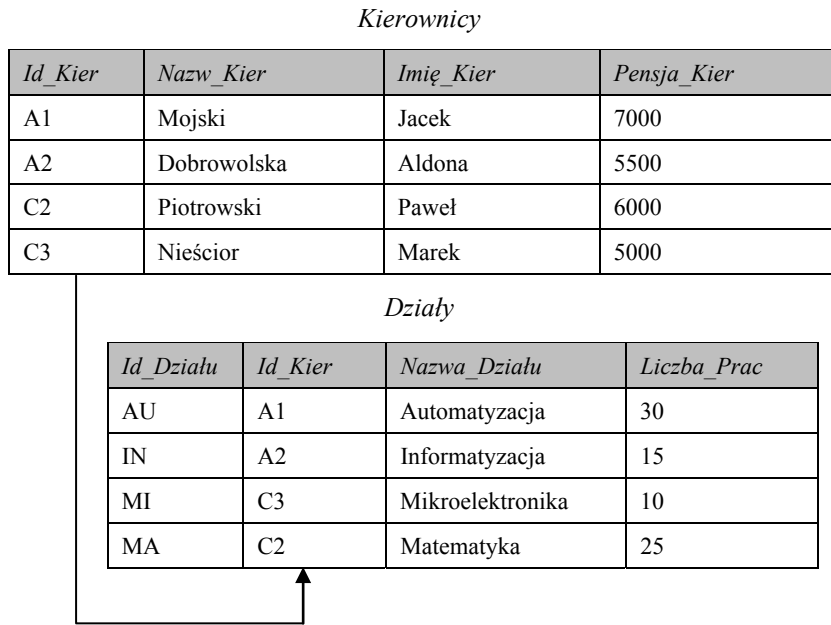 Kierownicy
Id_Kier Nazw_Kier Imię_Kier Pensja_Kier
A1 Mojski Jacek 7000
A2 Dobrowolska Aldona 5500
C2 Piotrowski Paweł 6000
C3 Nieścior Marek 5000
Działy
Id_Działu Id_Kier Nazwa_Działu Liczba_Prac
AU A1 Automatyzacja 30
IN A2 Informatyzacja 15
MI C3 Mikroelektronika 10
MA C2 Matematyka 25